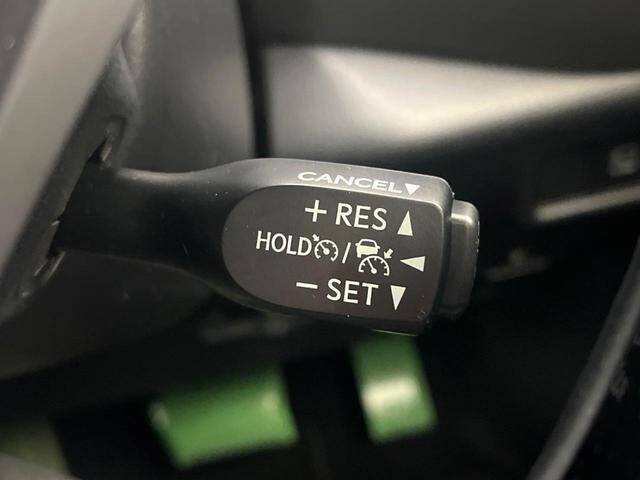 CANCEL▼
+ RES ▲
HOLD / ◀
− SET ▼